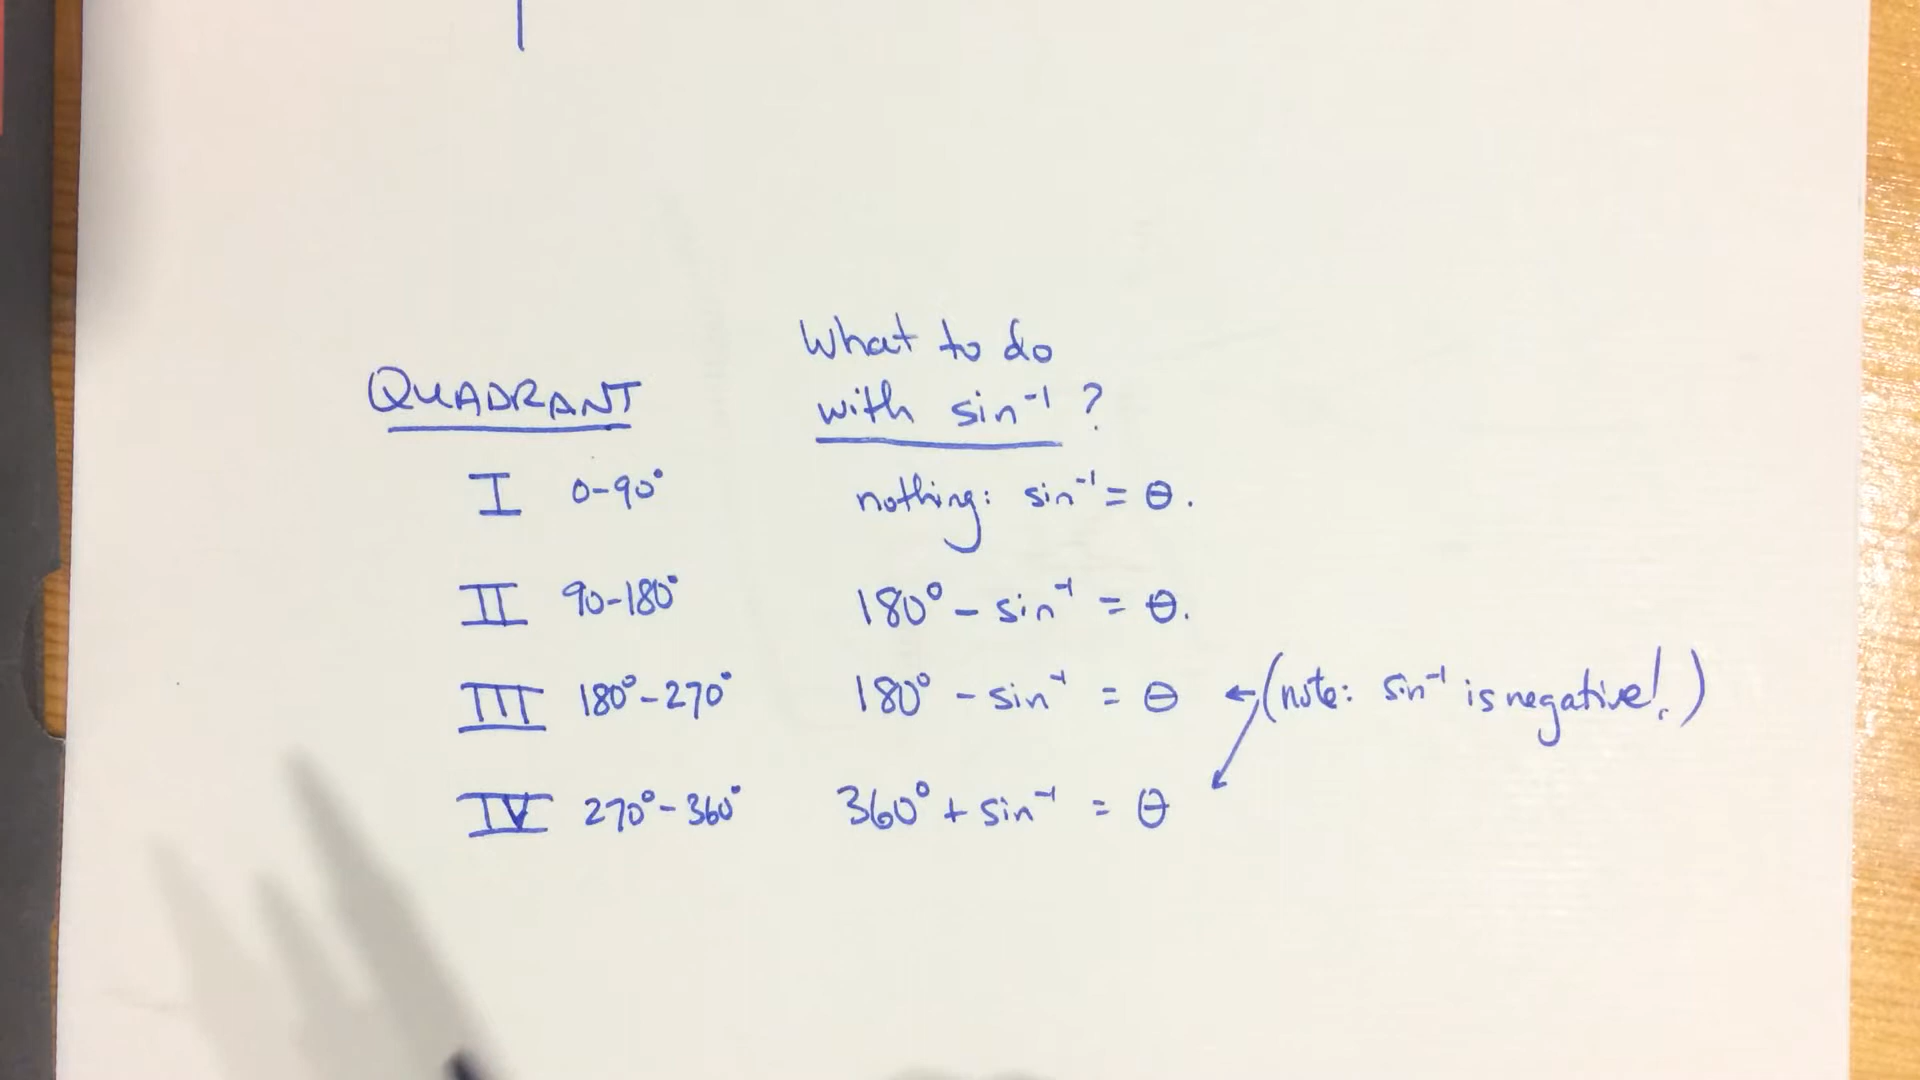 What to do
QUADRANT with sin⁻¹ ?
I 0-90° nothing: sin⁻¹ = θ.
II 90-180° 180° - sin⁻¹ = θ.
III 180°-270° 180° - sin⁻¹ = θ ← (note: sin⁻¹ is negative!)
IV 270°-360° 360° + sin⁻¹ = θ